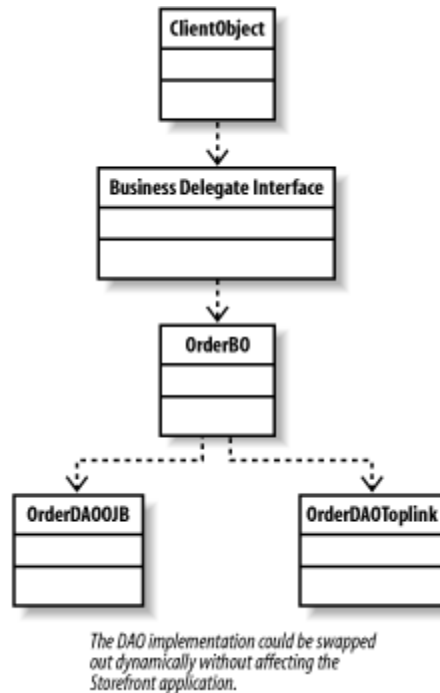 ClientObject
Business Delegate Interface
OrderBO
OrderDAOOJB
OrderDAOToplink
The DAO implementation could be swapped
out dynamically without affecting the
Storefront application.